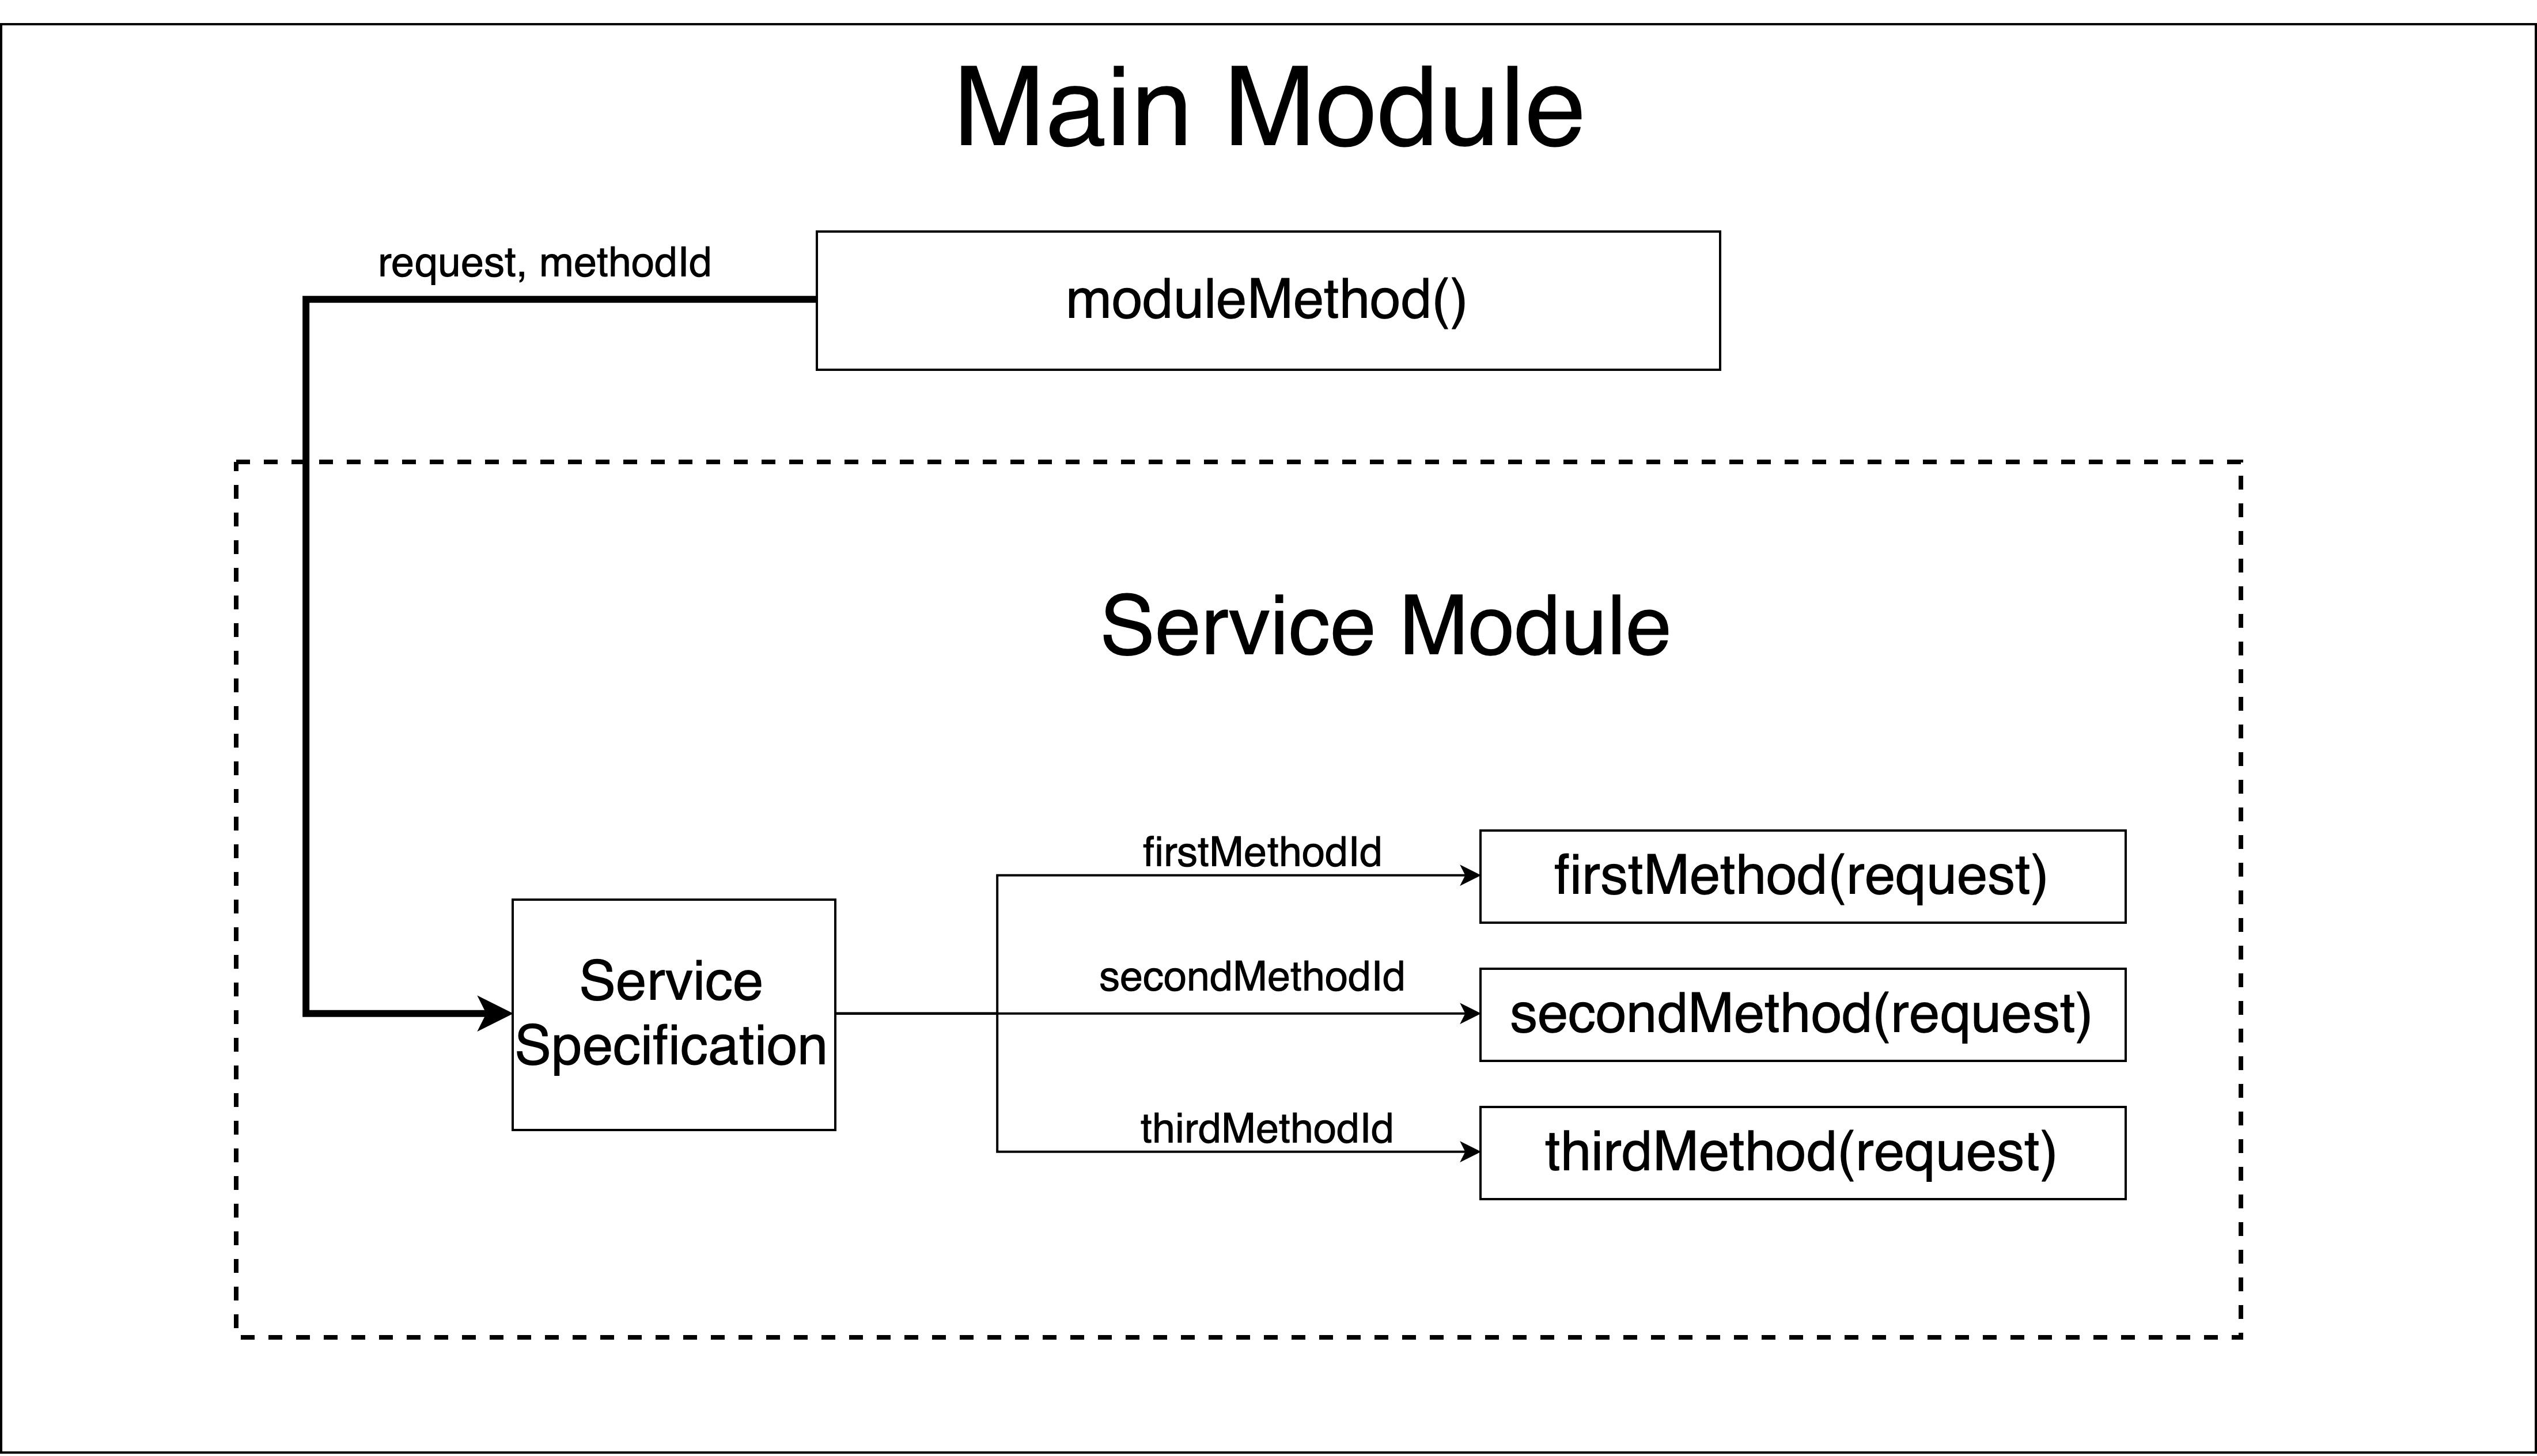 Main Module
request, methodId
moduleMethod()
Service Module
firstMethodId
firstMethod(request)
Service
Specification
secondMethodId
secondMethod(request)
thirdMethodId
thirdMethod(request)